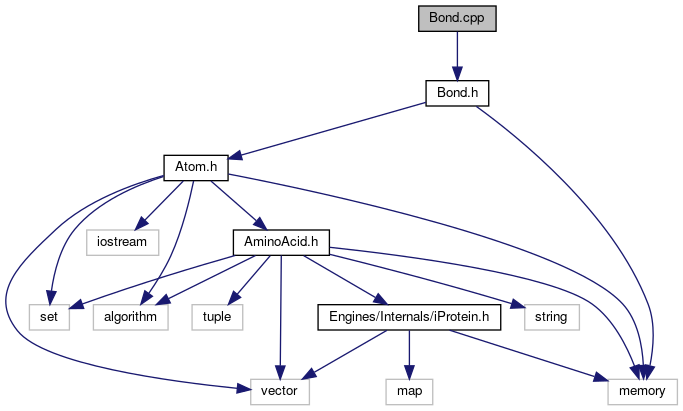 Bond.cpp
Bond.h
Atom.h
iostream
AminoAcid.h
set
algorithm
tuple
Engines/Internals/iProtein.h
string
vector
map
memory